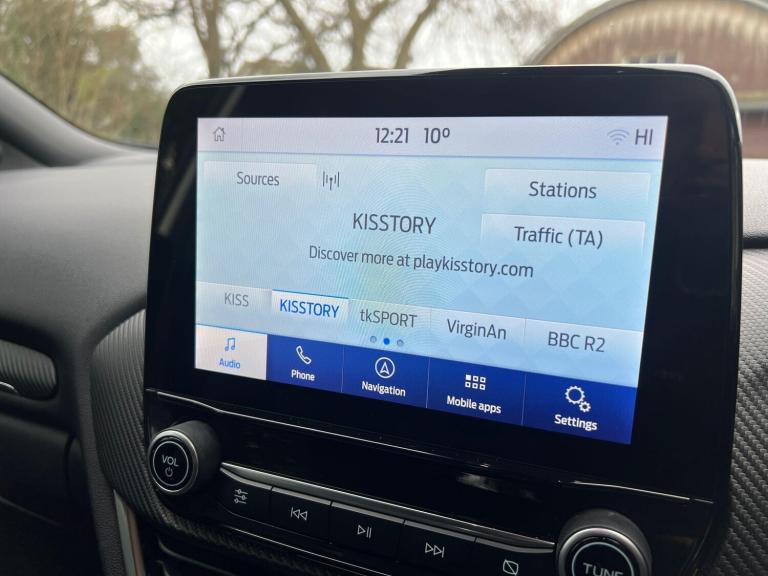 12:21 10°
HI
Sources
Stations
KISSTORY
Traffic (TA)
Discover more at playkisstory.com
KISS
KISSTORY
tkSPORT
VirginAn
BBC R2
Audio
Phone
Navigation
Mobile apps
Settings
VOL
TUNE